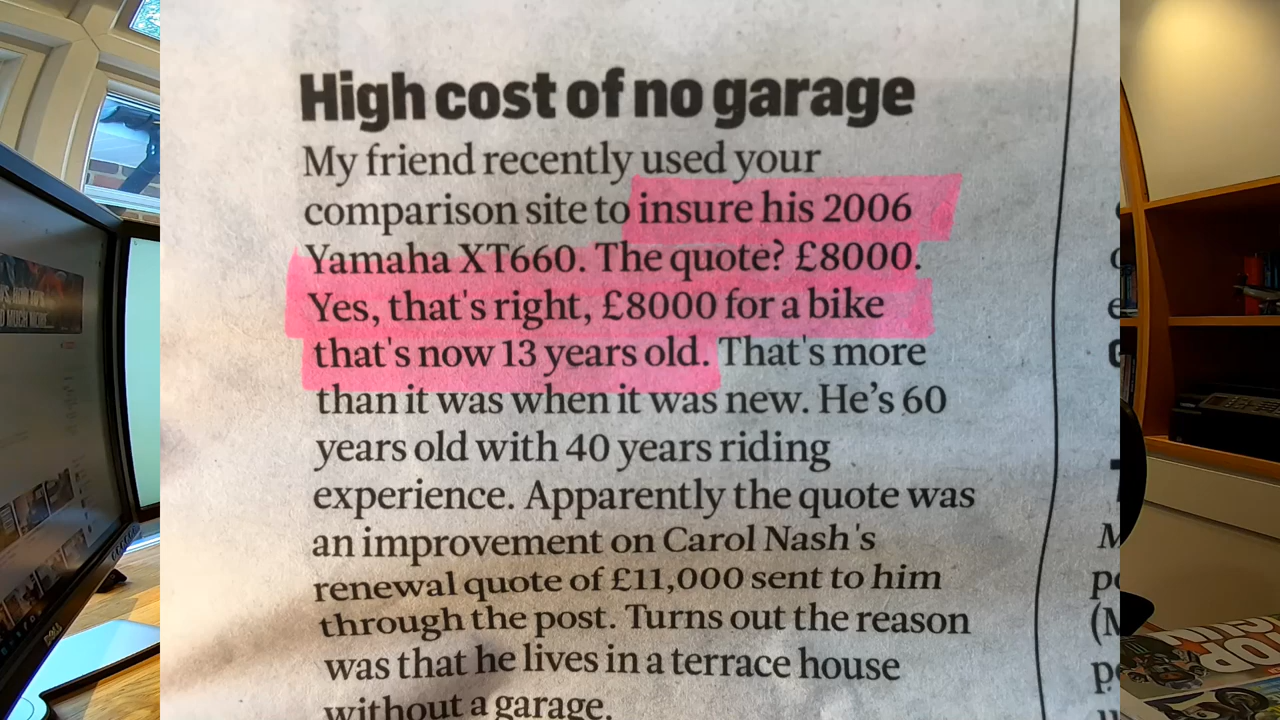 High cost of no garage
My friend recently used your
comparison site to insure his 2006
Yamaha XT660. The quote? £8000.
Yes, that's right, £8000 for a bike
that's now 13 years old. That's more
than it was when it was new. He’s 60
years old with 40 years riding
experience. Apparently the quote was
an improvement on Carol Nash's
renewal quote of £11,000 sent to him
through the post. Turns out the reason
was that he lives in a terrace house
without a garage.
DELL